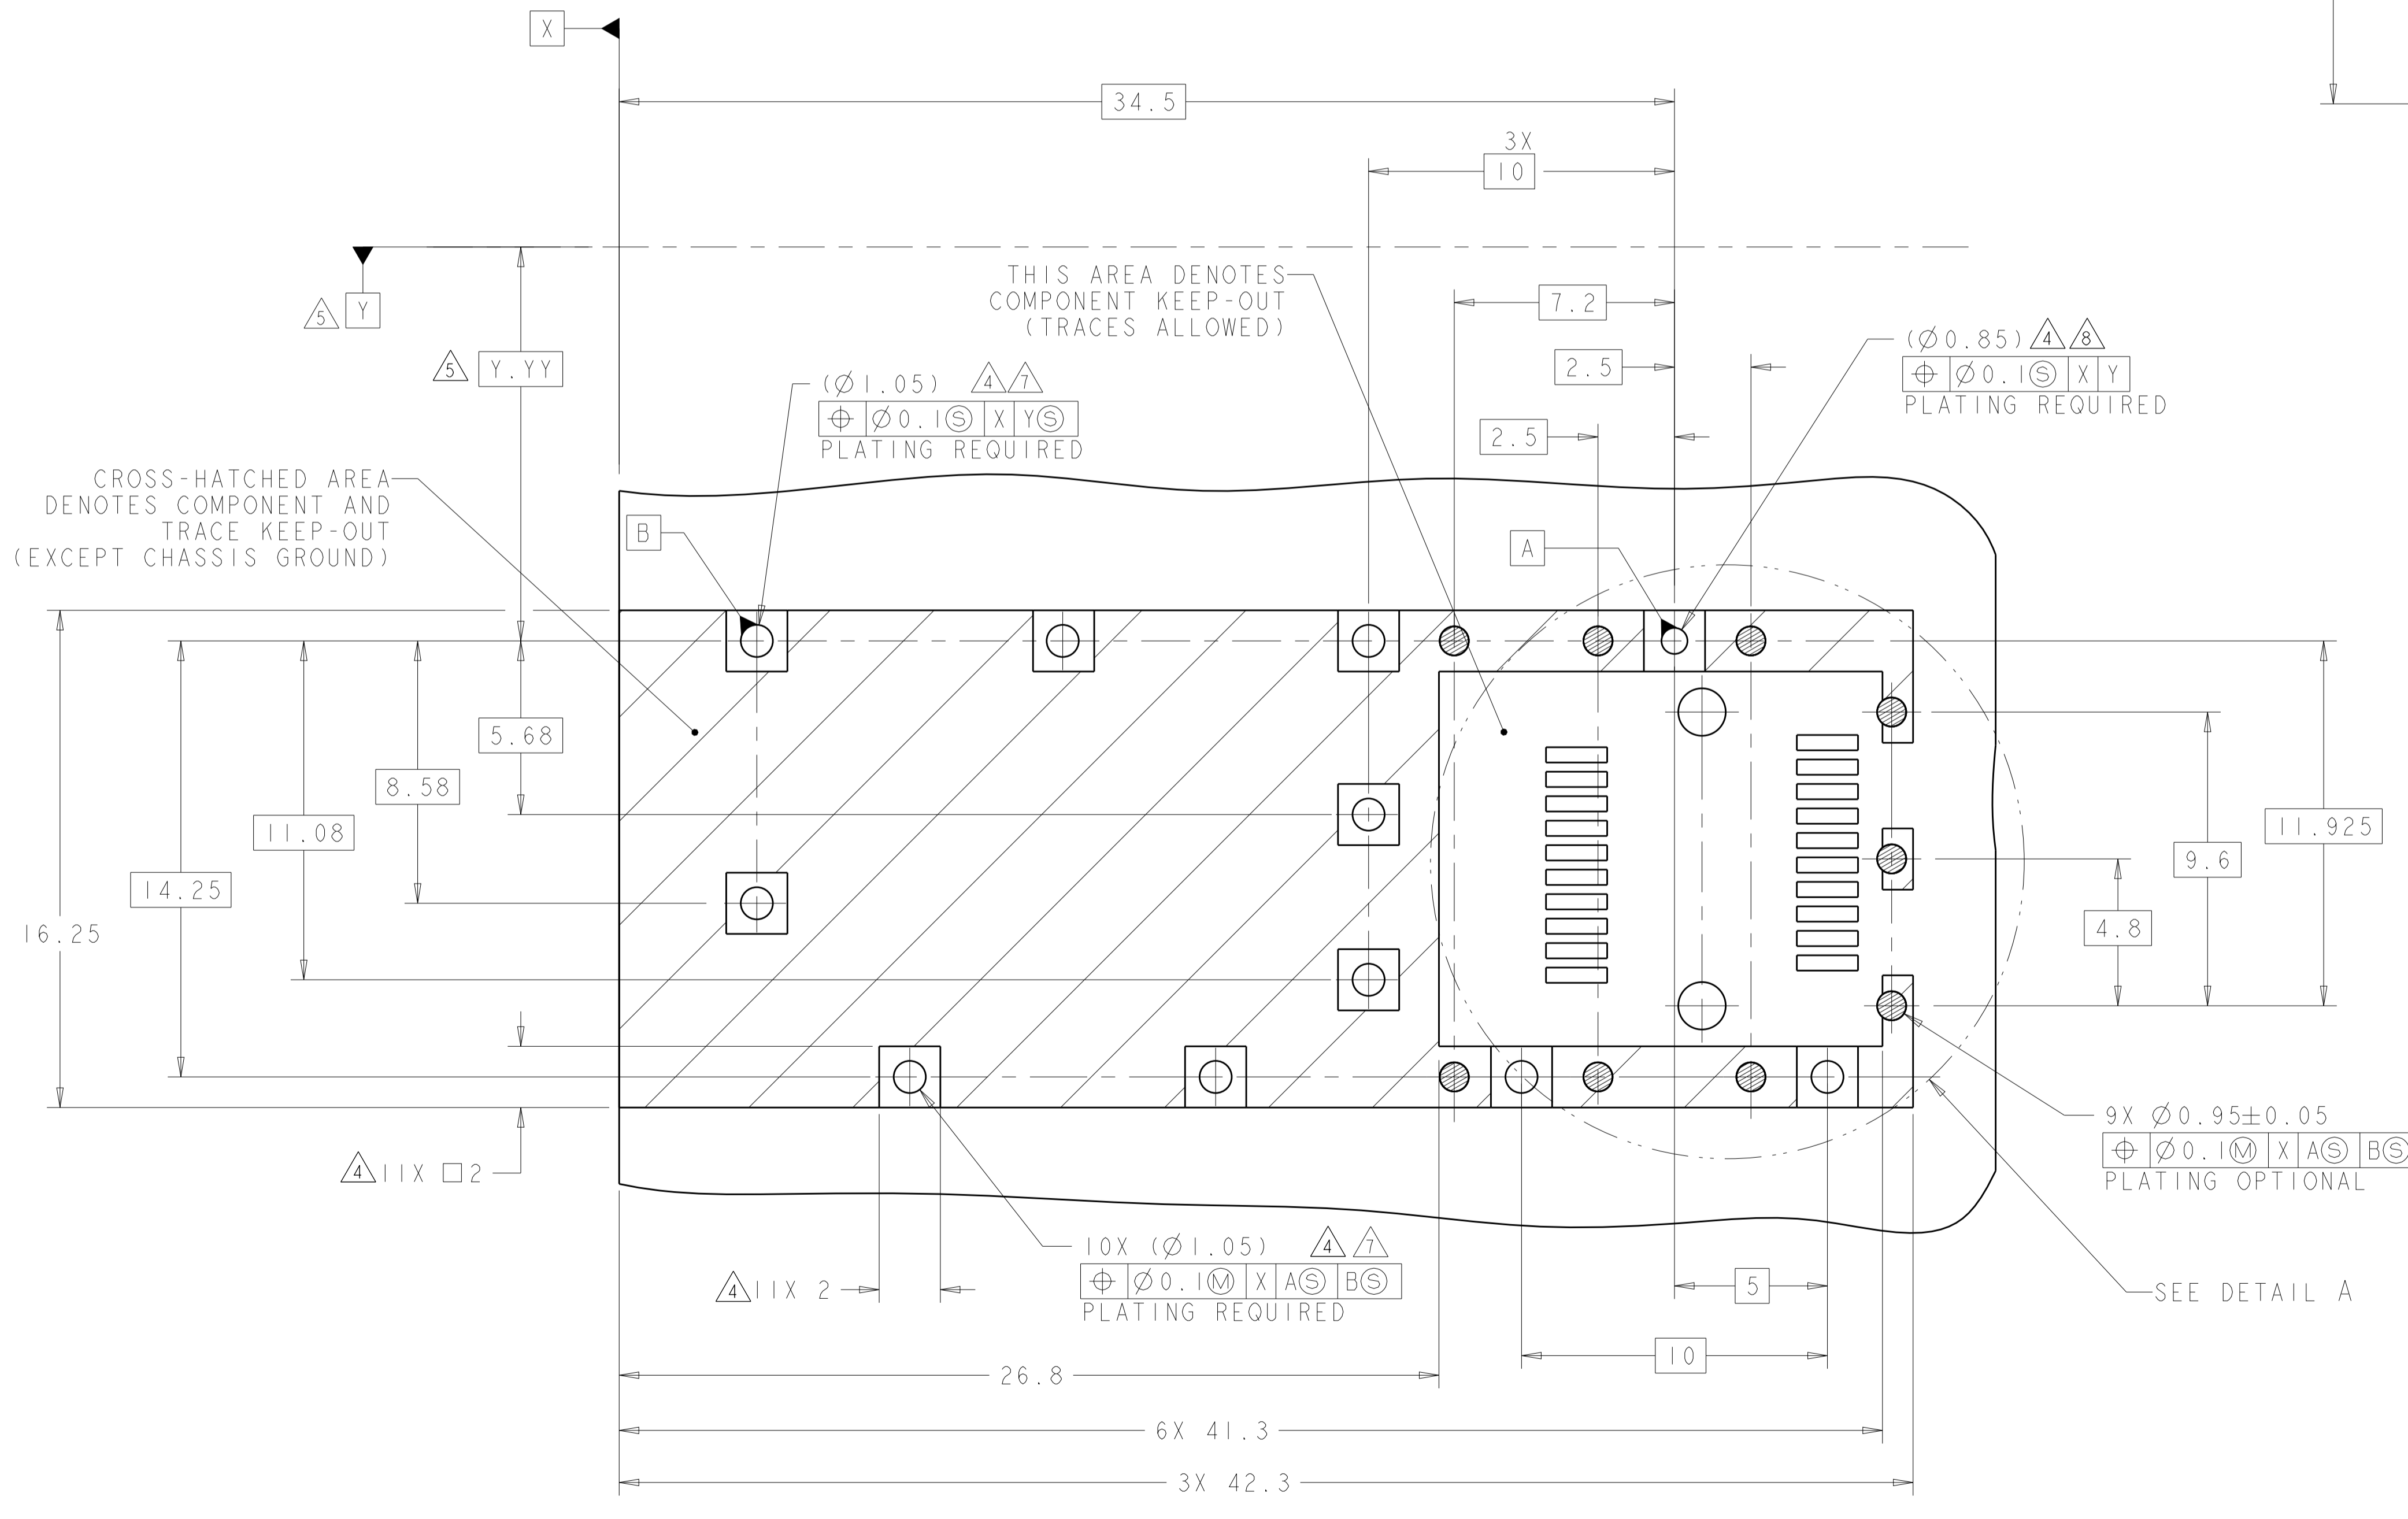 X
34.5
3X
10
THIS AREA DENOTES
COMPONENT KEEP-OUT
(TRACES ALLOWED)
7.2
5 Y
(Ø0.85) 4 8
⌖ Ø0.1Ⓢ X Y
PLATING REQUIRED
5 Y.YY
2.5
(Ø1.05) 4 7
⌖ Ø0.1Ⓢ X YⓈ
PLATING REQUIRED
2.5
CROSS-HATCHED AREA
DENOTES COMPONENT AND
TRACE KEEP-OUT
(EXCEPT CHASSIS GROUND)
B
A
5.68
8.58
11.08
11.925
14.25
9.6
16.25
4.8
9X Ø0.95±0.05
⌖ Ø0.1Ⓜ X AⓈ BⓈ
PLATING OPTIONAL
4 11X □2
10X (Ø1.05) 4 7
⌖ Ø0.1Ⓜ X AⓈ BⓈ
PLATING REQUIRED
4 11X 2
5
SEE DETAIL A
10
26.8
6X 41.3
3X 42.3